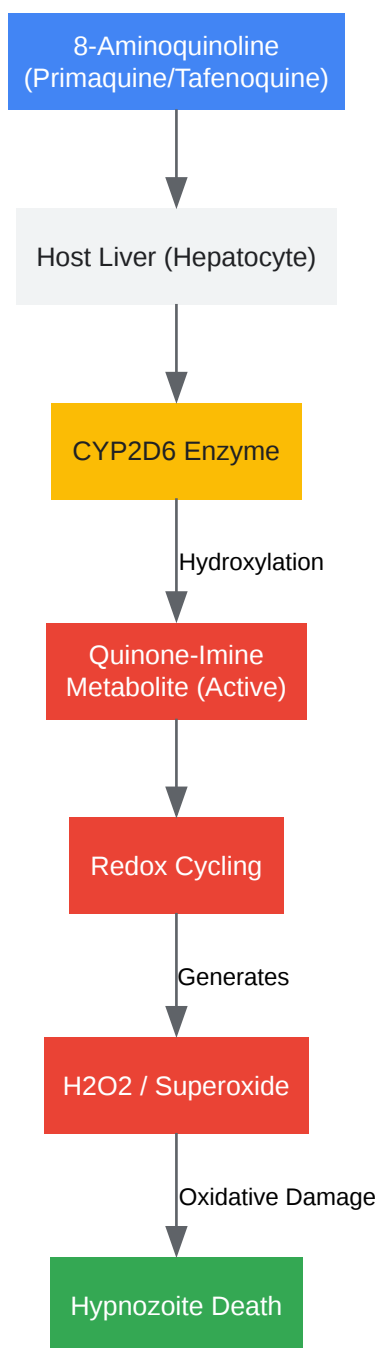 8-Aminoquinoline
(Primaquine/Tafenoquine)
Host Liver (Hepatocyte)
CYP2D6 Enzyme
Hydroxylation
Quinone-Imine
Metabolite (Active)
Redox Cycling
Generates
H2O2 / Superoxide
Oxidative Damage
Hypnozoite Death